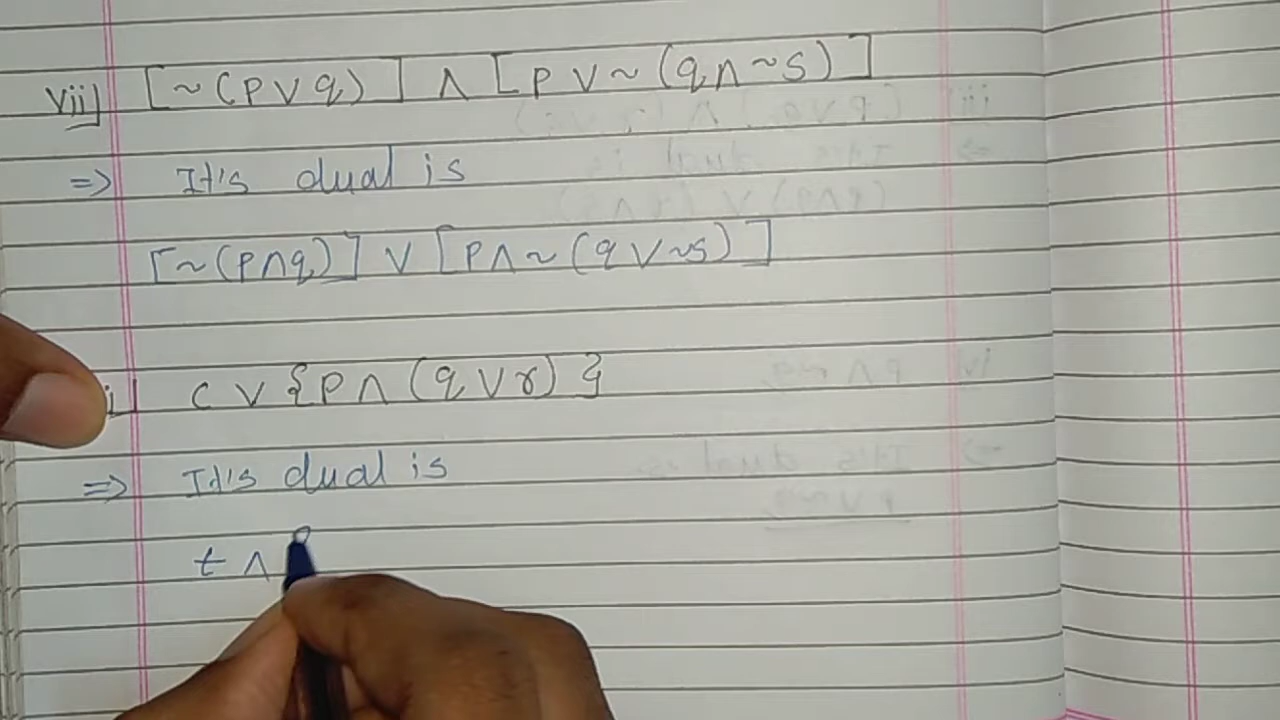 vii] [~(p∨q)] ∧ [p∨~(q∧~s)]
=> It's dual is
[~(p∧q)] ∨ [p∧~(q∨~s)]
c ∨ {p∧(q∨r)}
=> It's dual is
t ∧